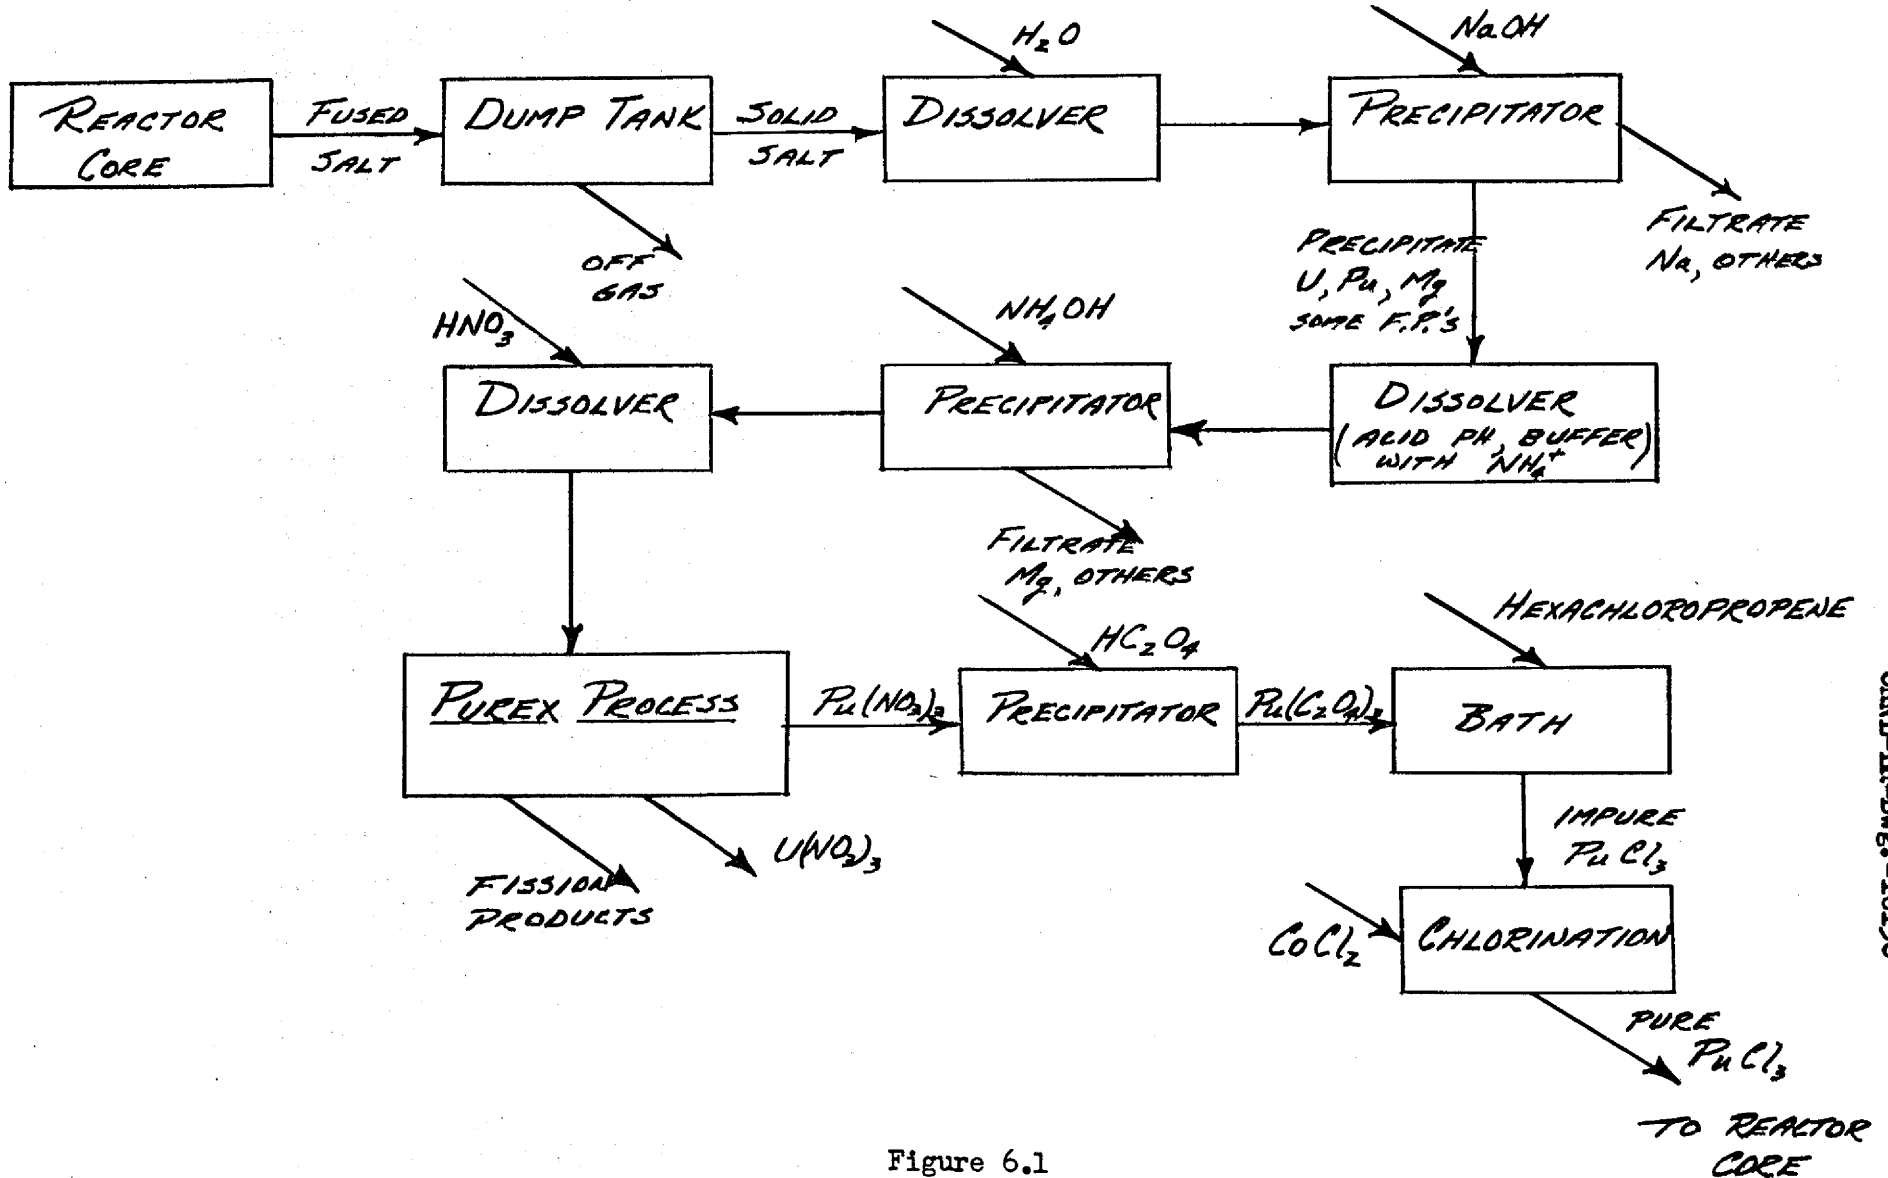 H₂O
NaOH
REACTOR
CORE
FUSED
SALT
DUMP TANK
SOLID
SALT
DISSOLVER
PRECIPITATOR
OFF
GAS
PRECIPITATE
U, Pu, Mg
SOME F.P.'S
FILTRATE
Na, OTHERS
HNO₃
NH₄OH
DISSOLVER
PRECIPITATOR
DISSOLVER
(ACID PH, BUFFER)
WITH NH₄⁺
FILTRATE
Mg, OTHERS
HC₂O₄
HEXACHLOROPROPENE
PUREX PROCESS
Pu(NO₃)₃
PRECIPITATOR
Pu(C₂O₄)₃
BATH
FISSION
PRODUCTS
U(NO₂)₃
IMPURE
PuCl₃
CoCl₂
CHLORINATION
PURE
PuCl₃
TO REACTOR
CORE
Figure 6.1